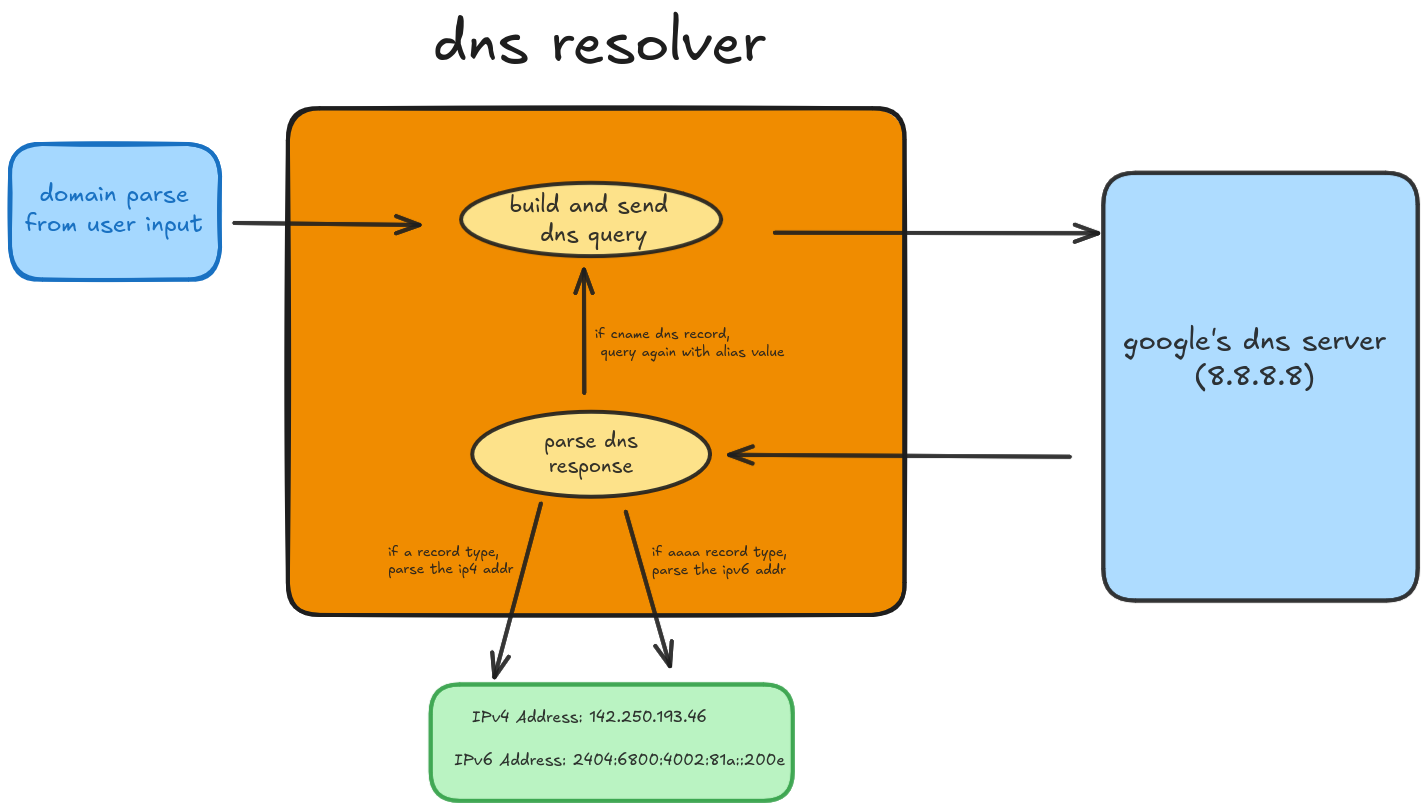 dns resolver
domain parse
from user input
build and send
dns query
if cname dns record,
query again with alias value
google's dns server
(8.8.8.8)
parse dns
response
if a record type,
parse the ip4 addr
if aaaa record type,
parse the ipv6 addr
IPv4 Address: 142.250.193.46
IPv6 Address: 2404:6800:4002:81a::200e